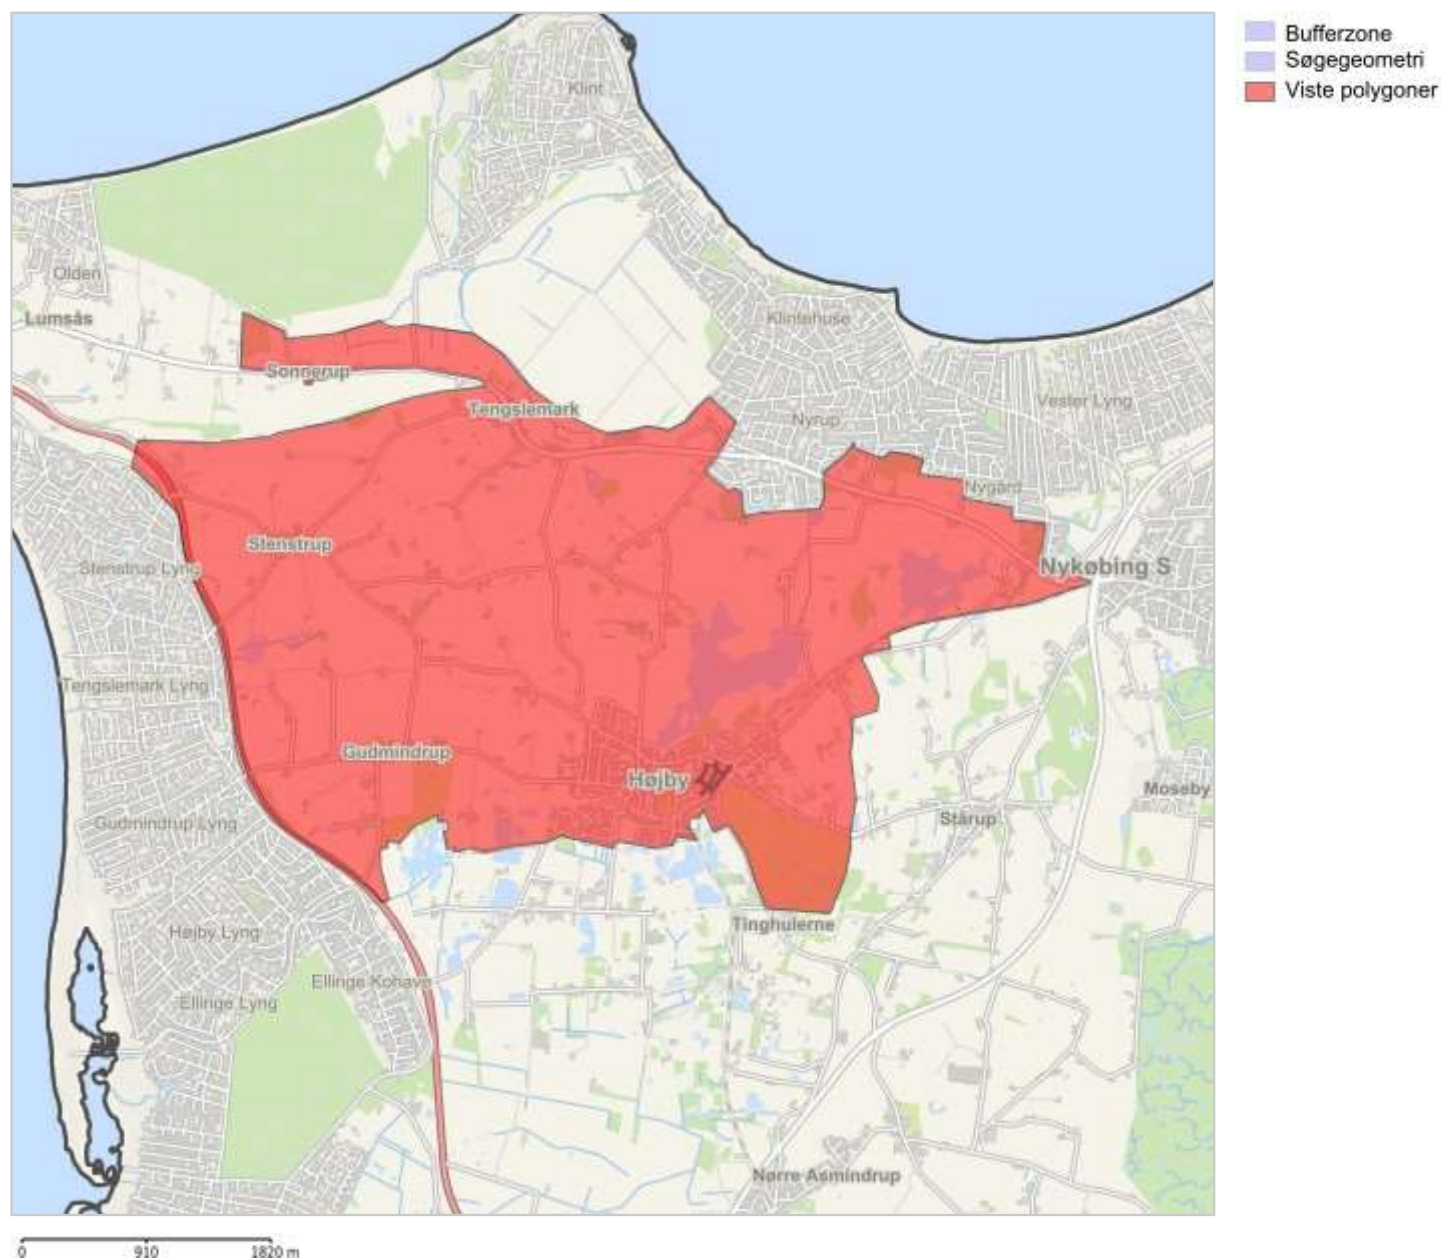 Bufferzone
Søgegeometri
Viste polygoner
Klint
Olden
Lumsås
Klintehuse
Sonnerup
Vester Lyng
Tengslemark
Nyrup
Nygård
Stenstrup
Stenstrup Lyng
Nykøbing S
Tengslemark Lyng
Gudmindrup
Højby
Moseby
Gudmindrup Lyng
Stårup
Tinghulerne
Højby Lyng
Ellinge Kohave
Ellinge Lyng
Nørre Asmindrup
0 910 1820 m